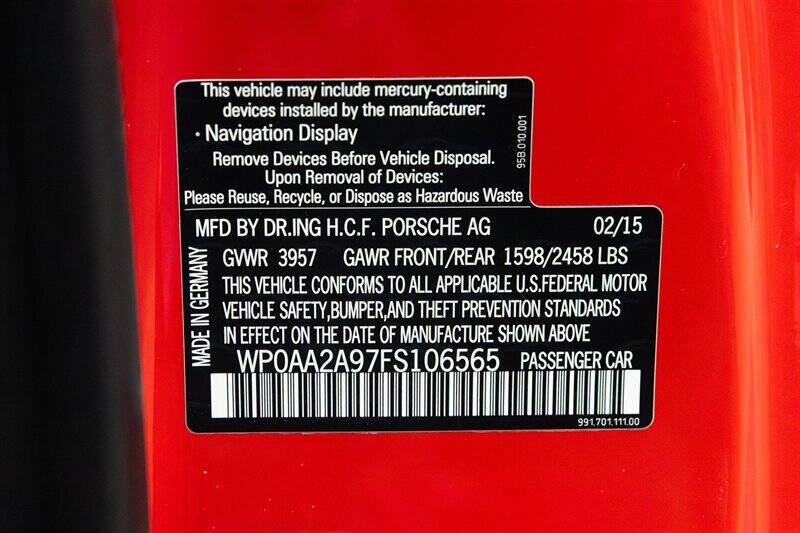 This vehicle may include mercury-containing
devices installed by the manufacturer:
· Navigation Display
Remove Devices Before Vehicle Disposal.
Upon Removal of Devices:
Please Reuse, Recycle, or Dispose as Hazardous Waste
95B.010.001
MFD BY DR.ING H.C.F. PORSCHE AG 02/15
GVWR 3957 GAWR FRONT/REAR 1598/2458 LBS
THIS VEHICLE CONFORMS TO ALL APPLICABLE U.S.FEDERAL MOTOR
VEHICLE SAFETY,BUMPER,AND THEFT PREVENTION STANDARDS
IN EFFECT ON THE DATE OF MANUFACTURE SHOWN ABOVE
MADE IN GERMANY
WP0AA2A97FS106565 PASSENGER CAR
991.701.111.00